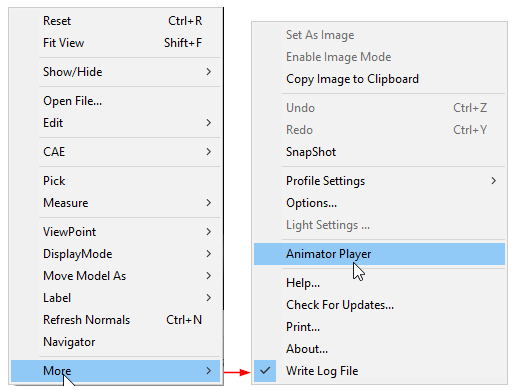 Reset Ctrl+R
Fit View Shift+F
Show/Hide
Open File...
Edit
CAE
Pick
Measure
ViewPoint
DisplayMode
Move Model As
Label
Refresh Normals Ctrl+N
Navigator
More
Set As Image
Enable Image Mode
Copy Image to Clipboard
Undo Ctrl+Z
Redo Ctrl+Y
SnapShot
Profile Settings
Options...
Light Settings ...
Animator Player
Help...
Check For Updates...
Print...
About...
Write Log File